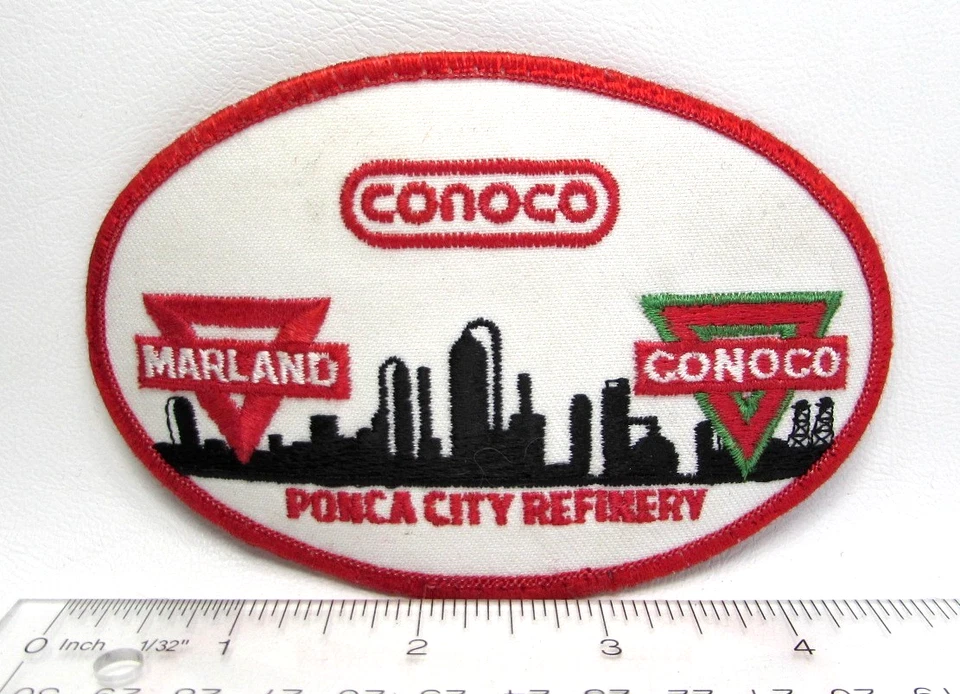 CONOCO
MARLAND
CONOCO
PONCA CITY REFINERY
0 Inch 1/32" 1 2 3 4